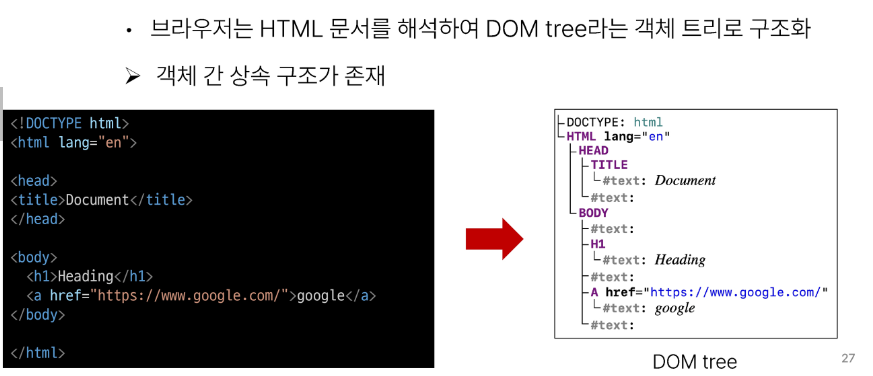 • 브라우저는 HTML 문서를 해석하여 DOM tree라는 객체 트리로 구조화
➢ 객체 간 상속 구조가 존재
<!DOCTYPE html>
<html lang="en">
<head>
<title>Document</title>
</head>
<body>
<h1>Heading</h1>
<a href="https://www.google.com/">google</a>
</body>
</html>
DOCTYPE: html
HTML lang="en"
HEAD
TITLE
#text: Document
#text:
BODY
#text:
H1
#text: Heading
#text:
A href="https://www.google.com/"
#text: google
#text:
DOM tree
27